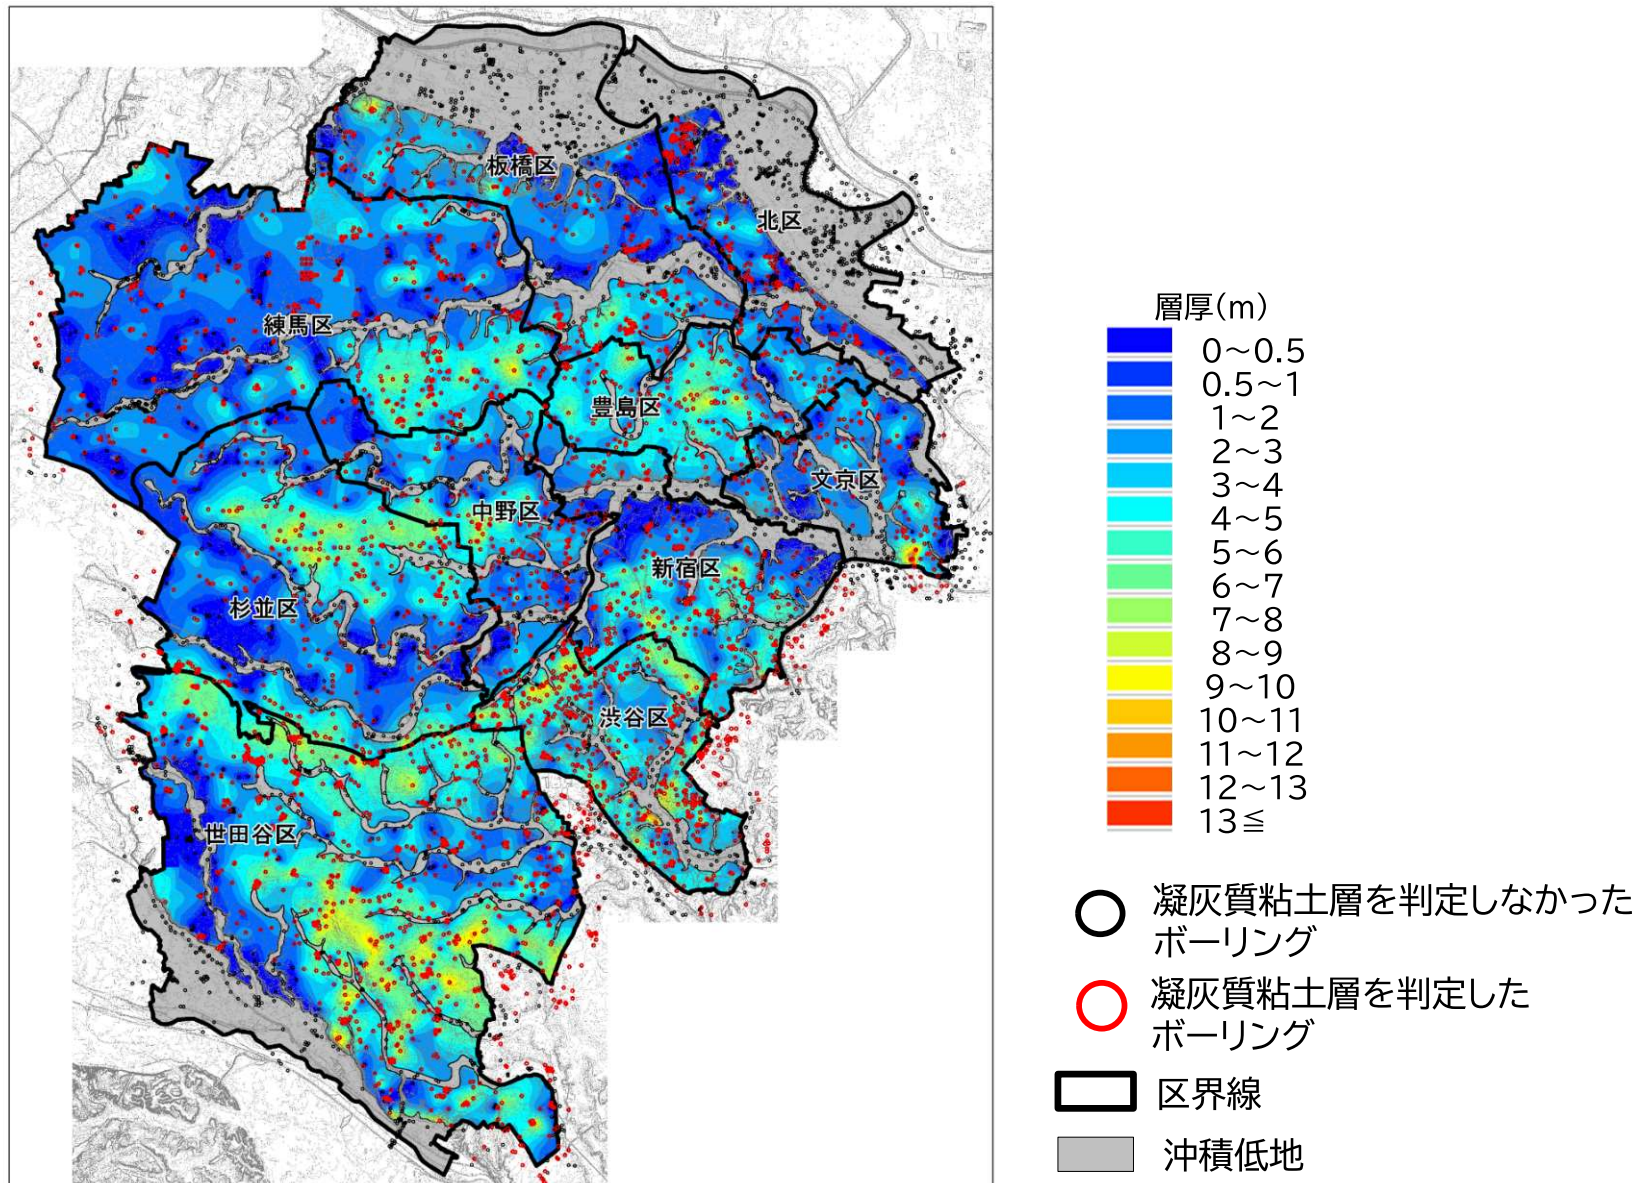 板橋区
北区
練馬区
豊島区
文京区
中野区
新宿区
杉並区
渋谷区
世田谷区
層厚(m)
0～0.5
0.5～1
1～2
2～3
3～4
4～5
5～6
6～7
7～8
8～9
9～10
10～11
11～12
12～13
13≦
凝灰質粘土層を判定しなかった
ボーリング
凝灰質粘土層を判定した
ボーリング
区界線
沖積低地